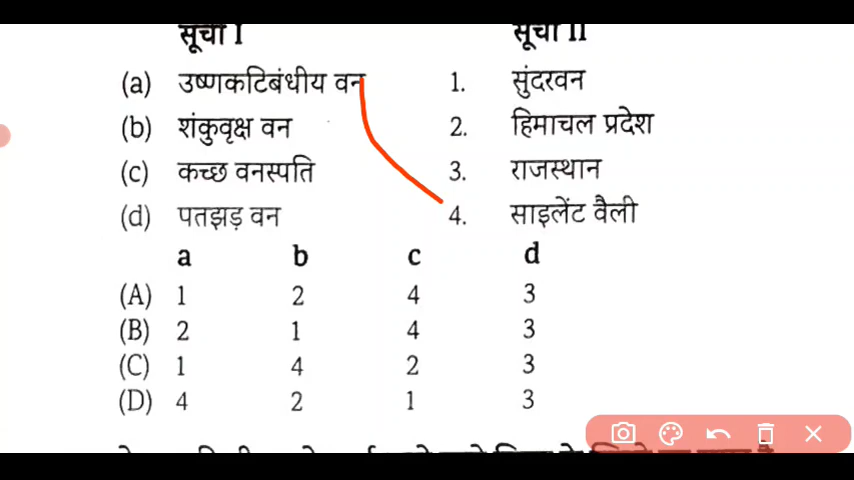 सूची I सूची II
(a) उष्णकटिबंधीय वन 1. सुंदरवन
(b) शंकुवृक्ष वन 2. हिमाचल प्रदेश
(c) कच्छ वनस्पति 3. राजस्थान
(d) पतझड़ वन 4. साइलेंट वैली
a b c d
(A) 1 2 4 3
(B) 2 1 4 3
(C) 1 4 2 3
(D) 4 2 1 3